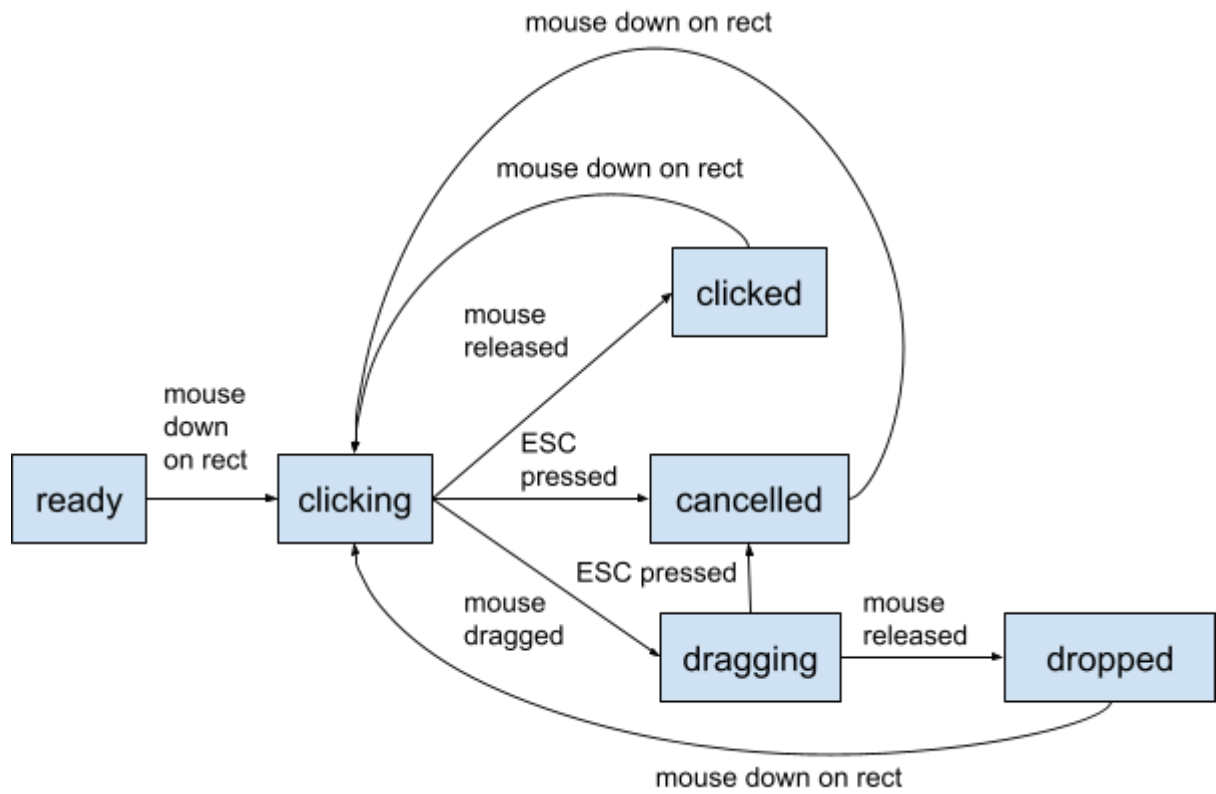 mouse down on rect
mouse down on rect
clicked
mouse
released
mouse
down
on rect
ESC
pressed
ready
clicking
cancelled
ESC pressed
mouse
dragged
mouse
released
dragging
dropped
mouse down on rect